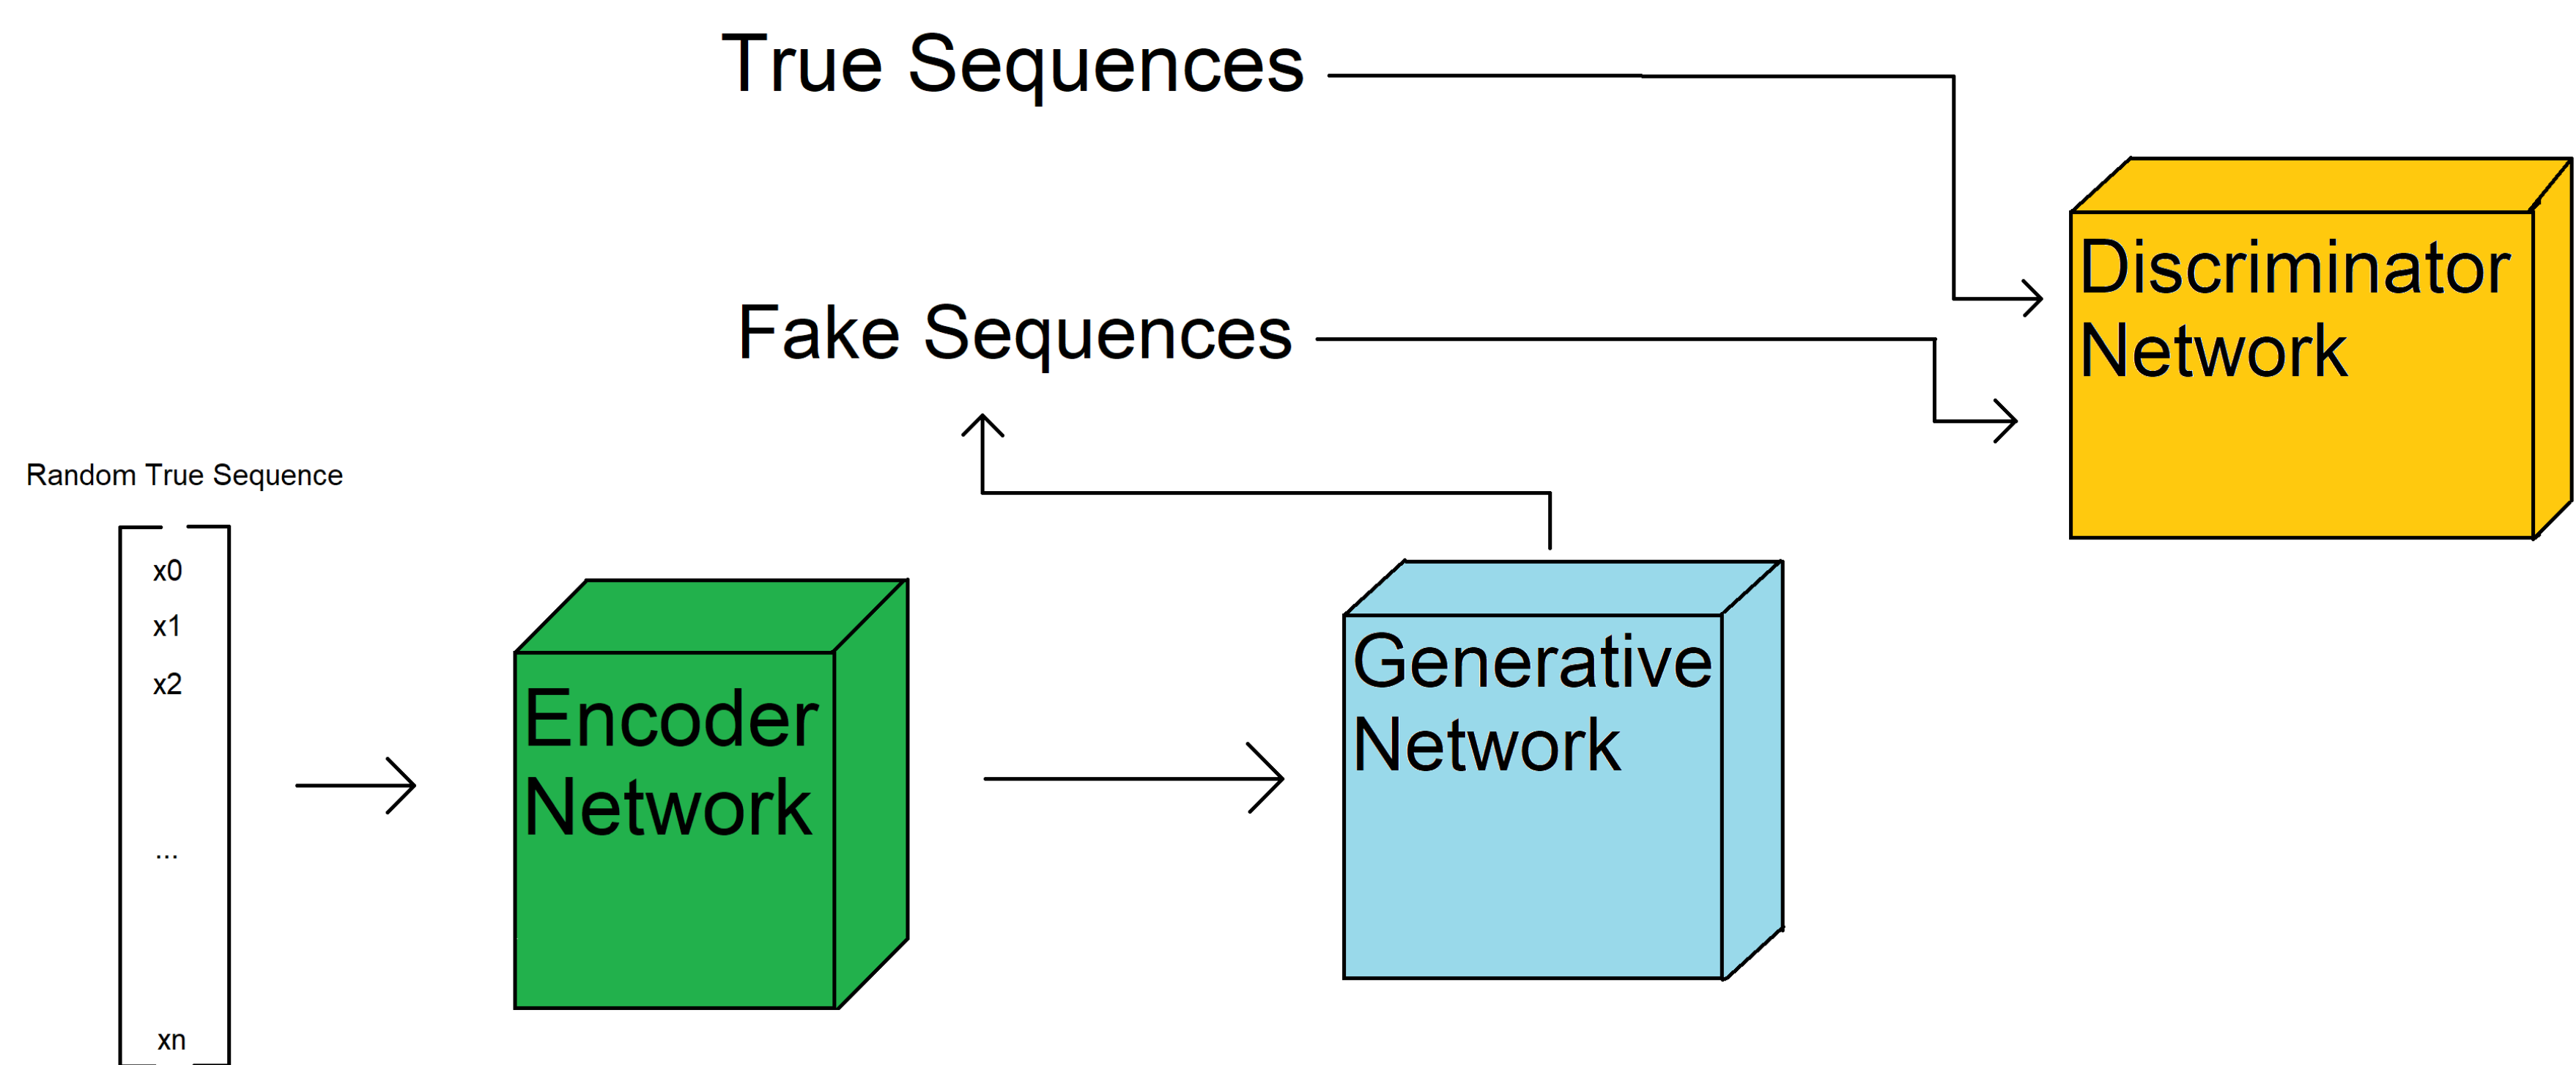 True Sequences
Fake Sequences
Discriminator
Network
Random True Sequence
x0
x1
x2
...
xn
Encoder
Network
Generative
Network